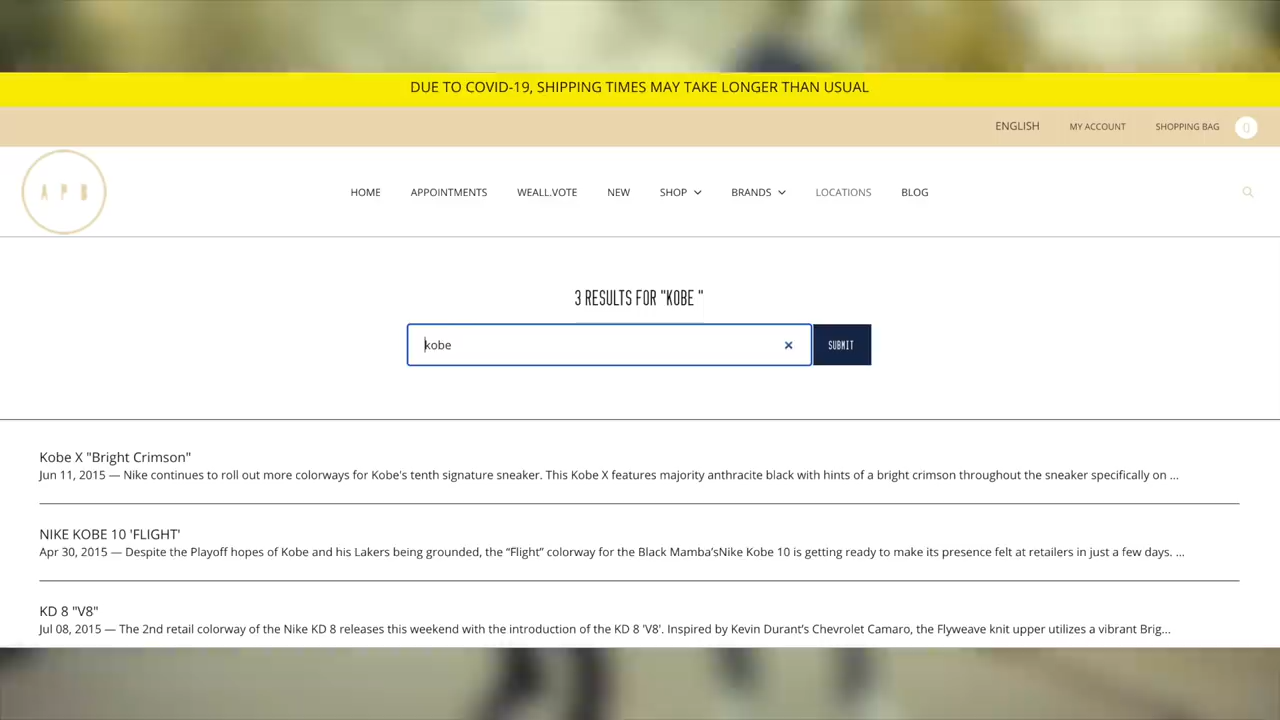 DUE TO COVID-19, SHIPPING TIMES MAY TAKE LONGER THAN USUAL
ENGLISH MY ACCOUNT SHOPPING BAG 0
A P B
HOME APPOINTMENTS WEALL.VOTE NEW SHOP BRANDS LOCATIONS BLOG
3 RESULTS FOR "KOBE "
kobe
SUBMIT
Kobe X "Bright Crimson"
Jun 11, 2015 — Nike continues to roll out more colorways for Kobe's tenth signature sneaker. This Kobe X features majority anthracite black with hints of a bright crimson throughout the sneaker specifically on ...
NIKE KOBE 10 'FLIGHT'
Apr 30, 2015 — Despite the Playoff hopes of Kobe and his Lakers being grounded, the “Flight” colorway for the Black Mamba’sNike Kobe 10 is getting ready to make its presence felt at retailers in just a few days. ...
KD 8 "V8"
Jul 08, 2015 — The 2nd retail colorway of the Nike KD 8 releases this weekend with the introduction of the KD 8 'V8'. Inspired by Kevin Durant’s Chevrolet Camaro, the Flyweave knit upper utilizes a vibrant Brig...